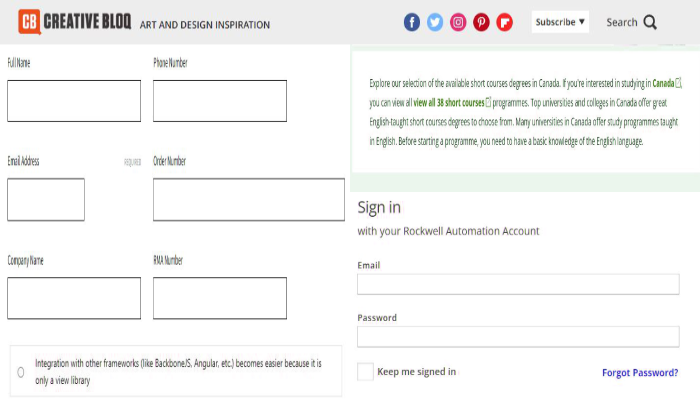 CB CREATIVE BLOQ ART AND DESIGN INSPIRATION
Subscribe ▼ Search
Full Name Phone Number
Email Address REQUIRED Order Number
Company Name RMA Number
Integration with other frameworks (like Backbone/S, Angular, etc.) becomes easier because it is
only a view library
Explore our selection of the available short courses degrees in Canada. If you're interested in studying in Canada,
you can view all view all 38 short courses programmes. Top universities and colleges in Canada offer great
English-taught short courses degrees to choose from. Many universities in Canada offer study programmes taught
in English. Before starting a programme, you need to have a basic knowledge of the English language.
Sign in
with your Rockwell Automation Account
Email
Password
Keep me signed in Forgot Password?